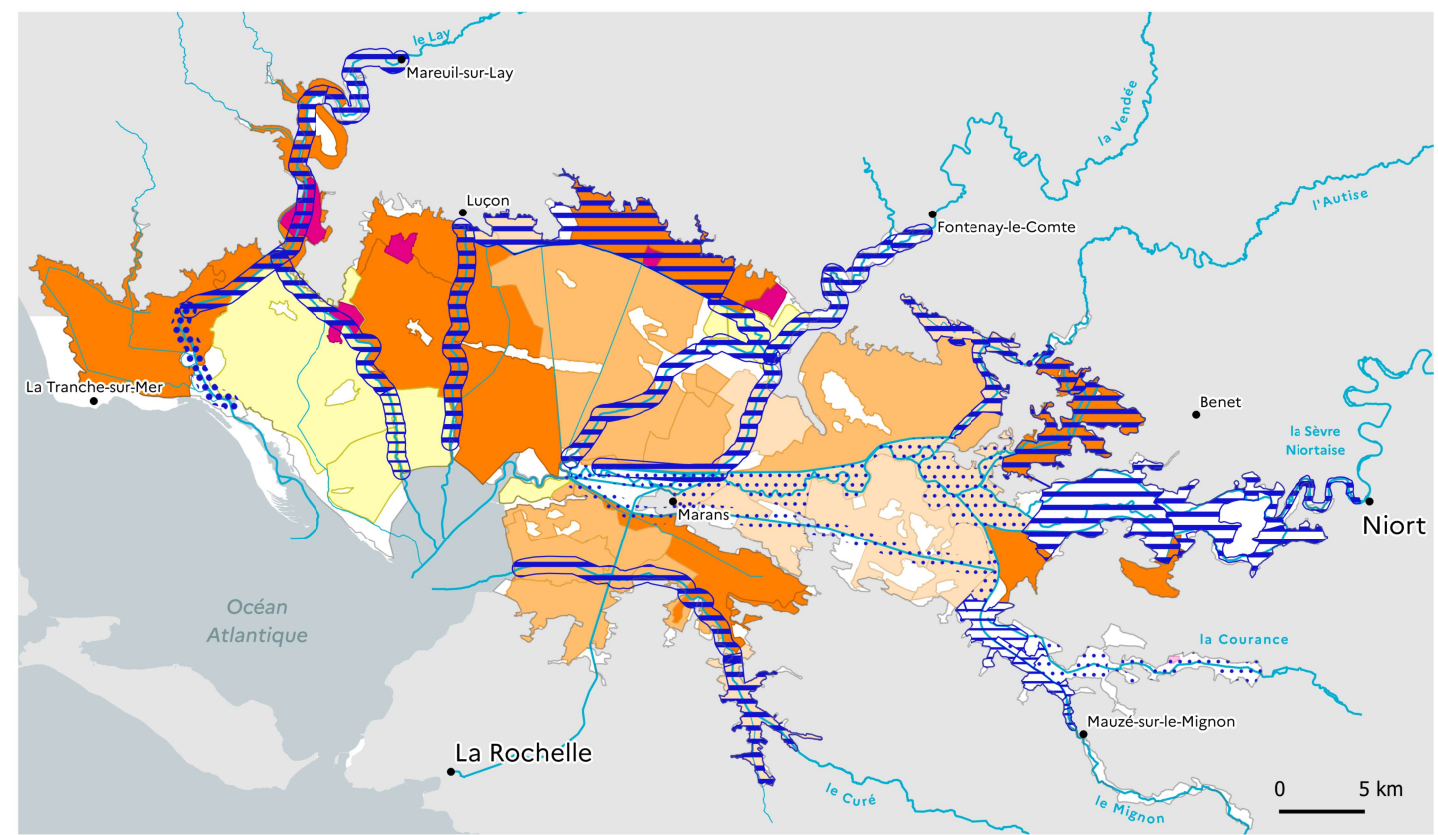 le Lay
Mareuil-sur-Lay
la Vendée
l'Autise
Luçon
Fontenay-le-Comte
La Tranche-sur-Mer
Benet
la Sèvre
Niortaise
Marans
Niort
Océan
Atlantique
la Courance
Mauzé-sur-le-Mignon
La Rochelle
le Curé
le Mignon
0 5 km